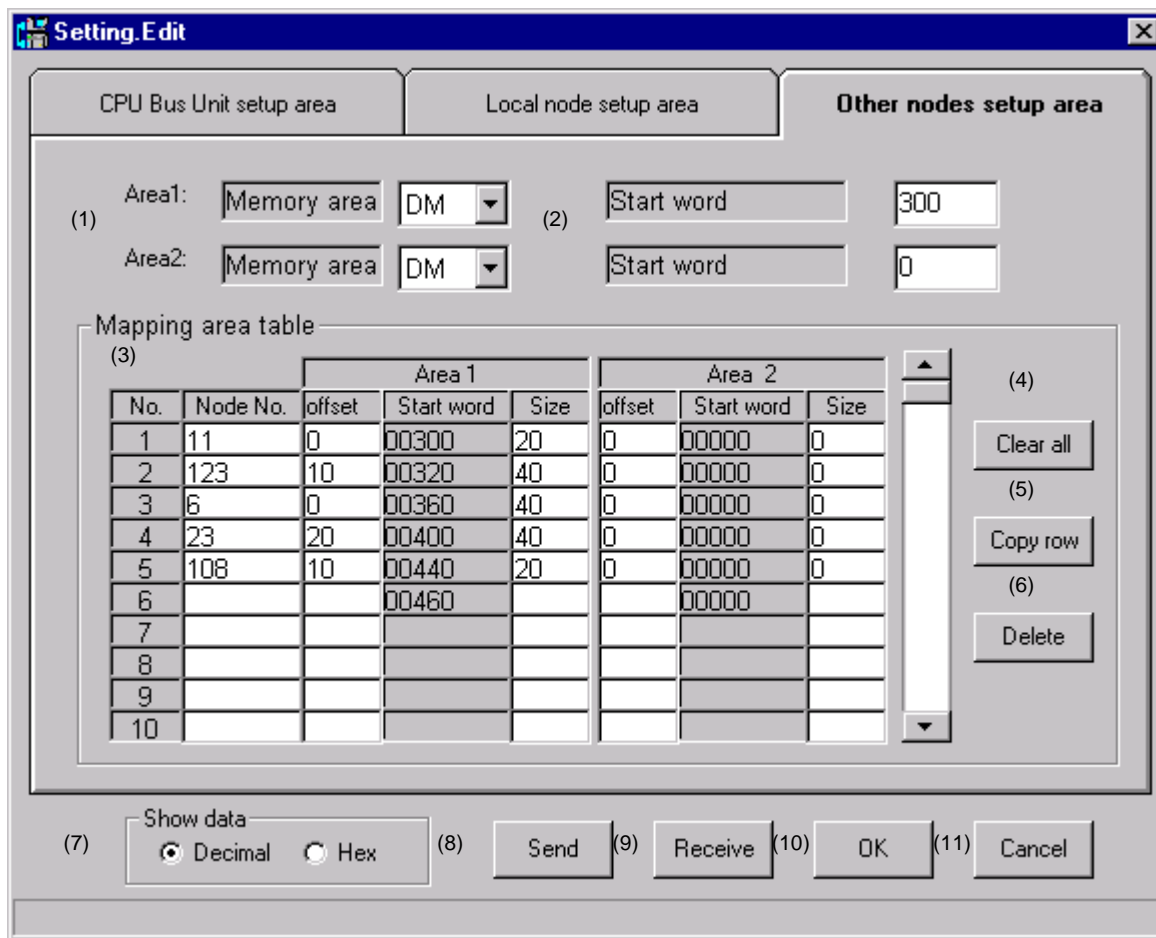 Setting.Edit
CPU Bus Unit setup area Local node setup area Other nodes setup area
(1) Area1: Memory area DM (2) Start word 300
Area2: Memory area DM Start word 0
Mapping area table
(3)
Area 1 Area 2
(4)
No. Node No. offset Start word Size offset Start word Size
1 11 0 00300 20 0 00000 0 Clear all
2 123 10 00320 40 0 00000 0
3 6 0 00360 40 0 00000 0 (5)
4 23 20 00400 40 0 00000 0 Copy row
5 108 10 00440 20 0 00000 0
6 00460 00000 (6)
7 Delete
8
9
10
(7) Show data
Decimal Hex (8) Send (9) Receive (10) OK (11) Cancel